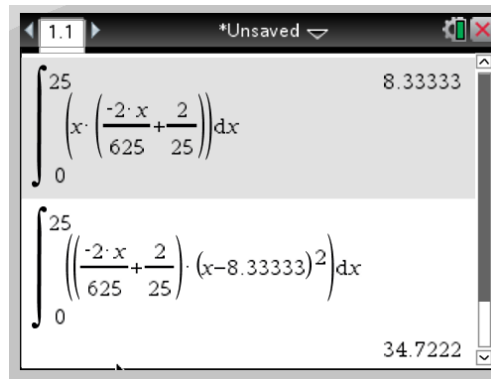 1.1 *Unsaved
∫₀²⁵ (x·(-2·x/625+2/25))dx 8.33333
∫₀²⁵ ((-2·x/625+2/25)·(x-8.33333)²)dx
34.7222